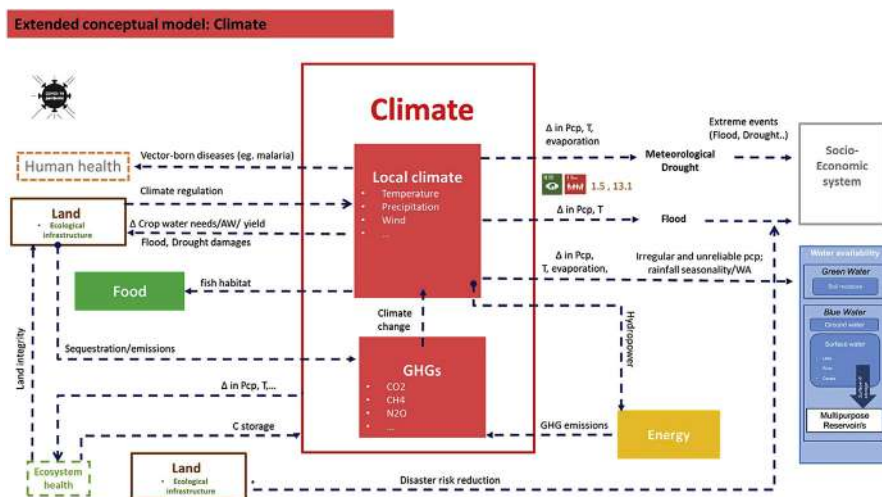 Extended conceptual model: Climate
Climate
Human health
Vector-born diseases (eg. malaria)
Climate regulation
Land
• Ecological
infrastructure
Δ Crop water needs/AW/ yield
Flood, Drought damages
Food
fish habitat
Local climate
• Temperature
• Precipitation
• Wind
• ...
Δ in Pcp, T,
evaporation
Meteorological
Drought
Extreme events
(Flood, Drought..)
Socio-
Economic
system
1.5 , 13.1
Δ in Pcp, T
Flood
Δ in Pcp,
T, evaporation,
Irregular and unreliable pcp;
rainfall seasonality/WA
Water availability
Green Water
Soil moisture
Blue Water
Ground water
Surface water
Multipurpose
Reservoin's
Climate
change
Hydropower
Land integrity
Sequestration/emissions
GHGs
• CO2
• CH4
• N2O
• ...
Δ in Pcp, T,...
C storage
GHG emissions
Energy
Ecosystem
health
Land
• Ecological
infrastructure
Disaster risk reduction